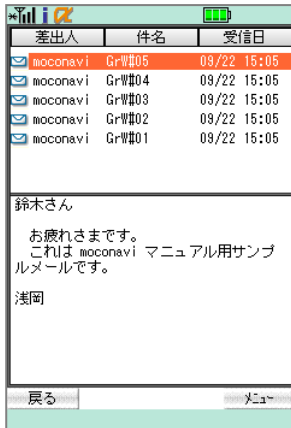 差出人 件名 受信日
moconavi GrW#05 09/22 15:05
moconavi GrW#04 09/22 15:05
moconavi GrW#03 09/22 15:05
moconavi GrW#02 09/22 15:05
moconavi GrW#01 09/22 15:05
鈴木さん
お疲れさまです。
これは moconavi マニュアル用サンプ
ルメールです。
浅岡
戻る ﾒﾆｭｰ